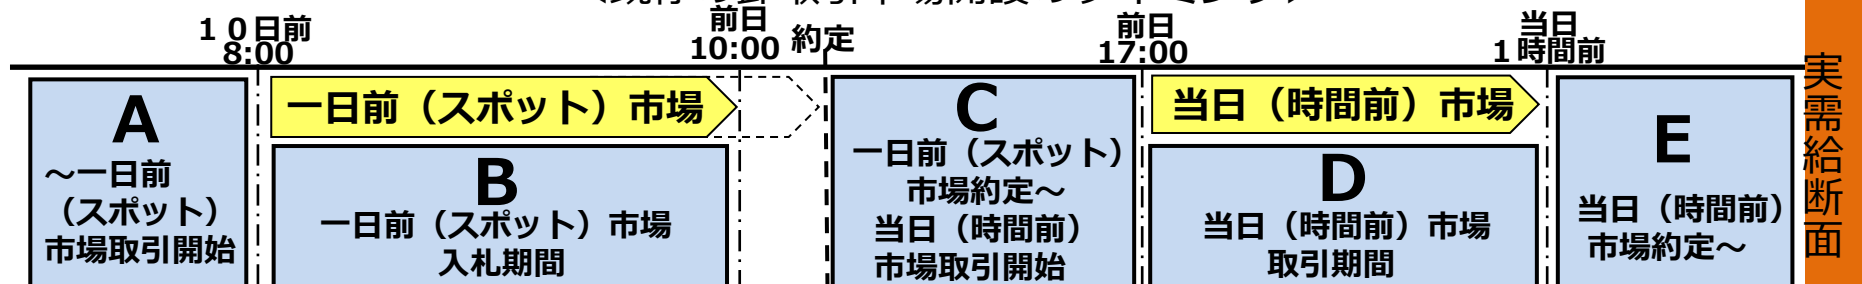 １０日前
8:00
前日
10:00
約定
前日
17:00
当日
１時間前
一日前（スポット）市場
当日（時間前）市場
A
～一日前
（スポット）
市場取引開始
B
一日前（スポット）市場
入札期間
C
一日前（スポット）
市場約定～
当日（時間前）
市場取引開始
D
当日（時間前）市場
取引期間
E
当日（時間前）
市場約定～
実需給断面